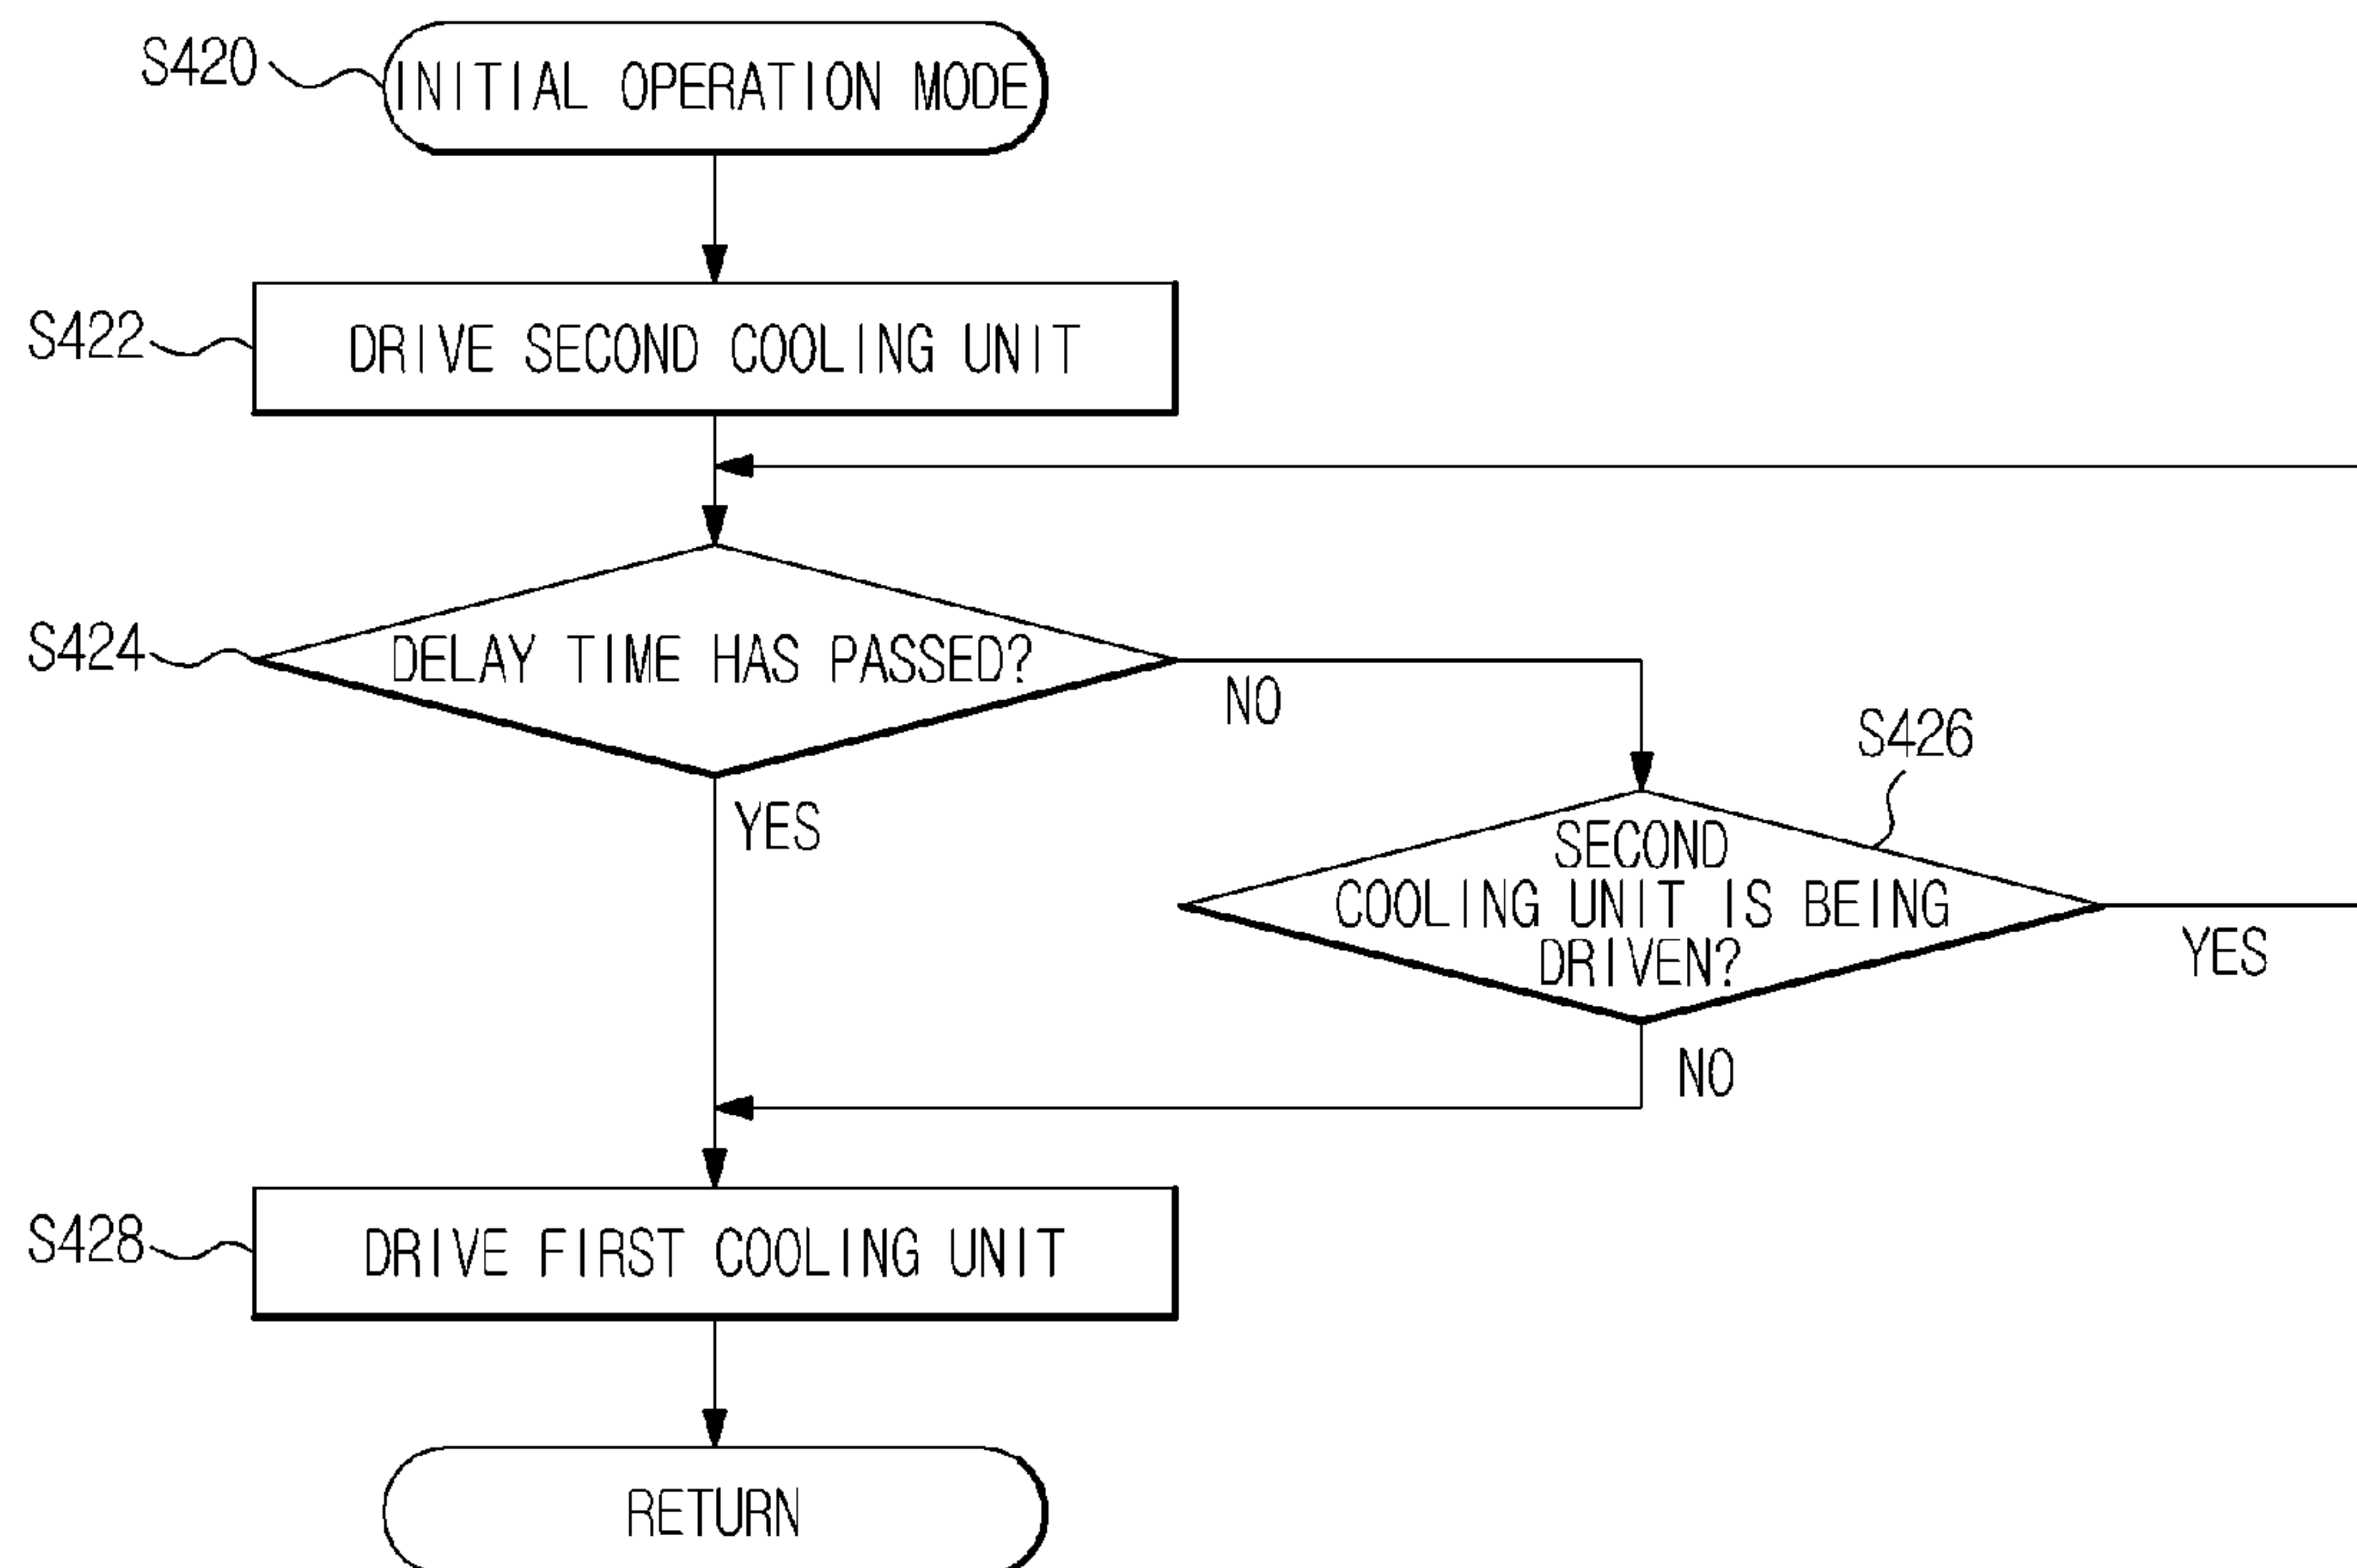 S420
INITIAL OPERATION MODE
S422
DRIVE SECOND COOLING UNIT
S424
DELAY TIME HAS PASSED?
NO
YES
S426
SECOND
COOLING UNIT IS BEING
DRIVEN?
YES
NO
S428
DRIVE FIRST COOLING UNIT
RETURN